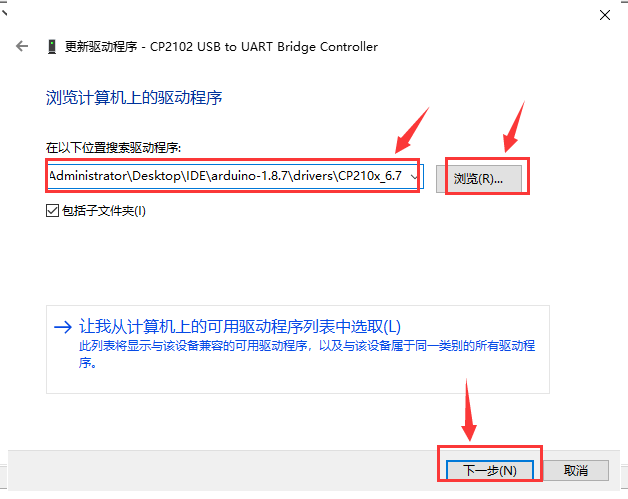 更新驱动程序 - CP2102 USB to UART Bridge Controller
浏览计算机上的驱动程序
在以下位置搜索驱动程序:
Administrator\Desktop\IDE\arduino-1.8.7\drivers\CP210x_6.7
浏览(R)...
包括子文件夹(I)
让我从计算机上的可用驱动程序列表中选取(L)
此列表将显示与该设备兼容的可用驱动程序，以及与该设备属于同一类别的所有驱动程
序。
下一步(N)
取消